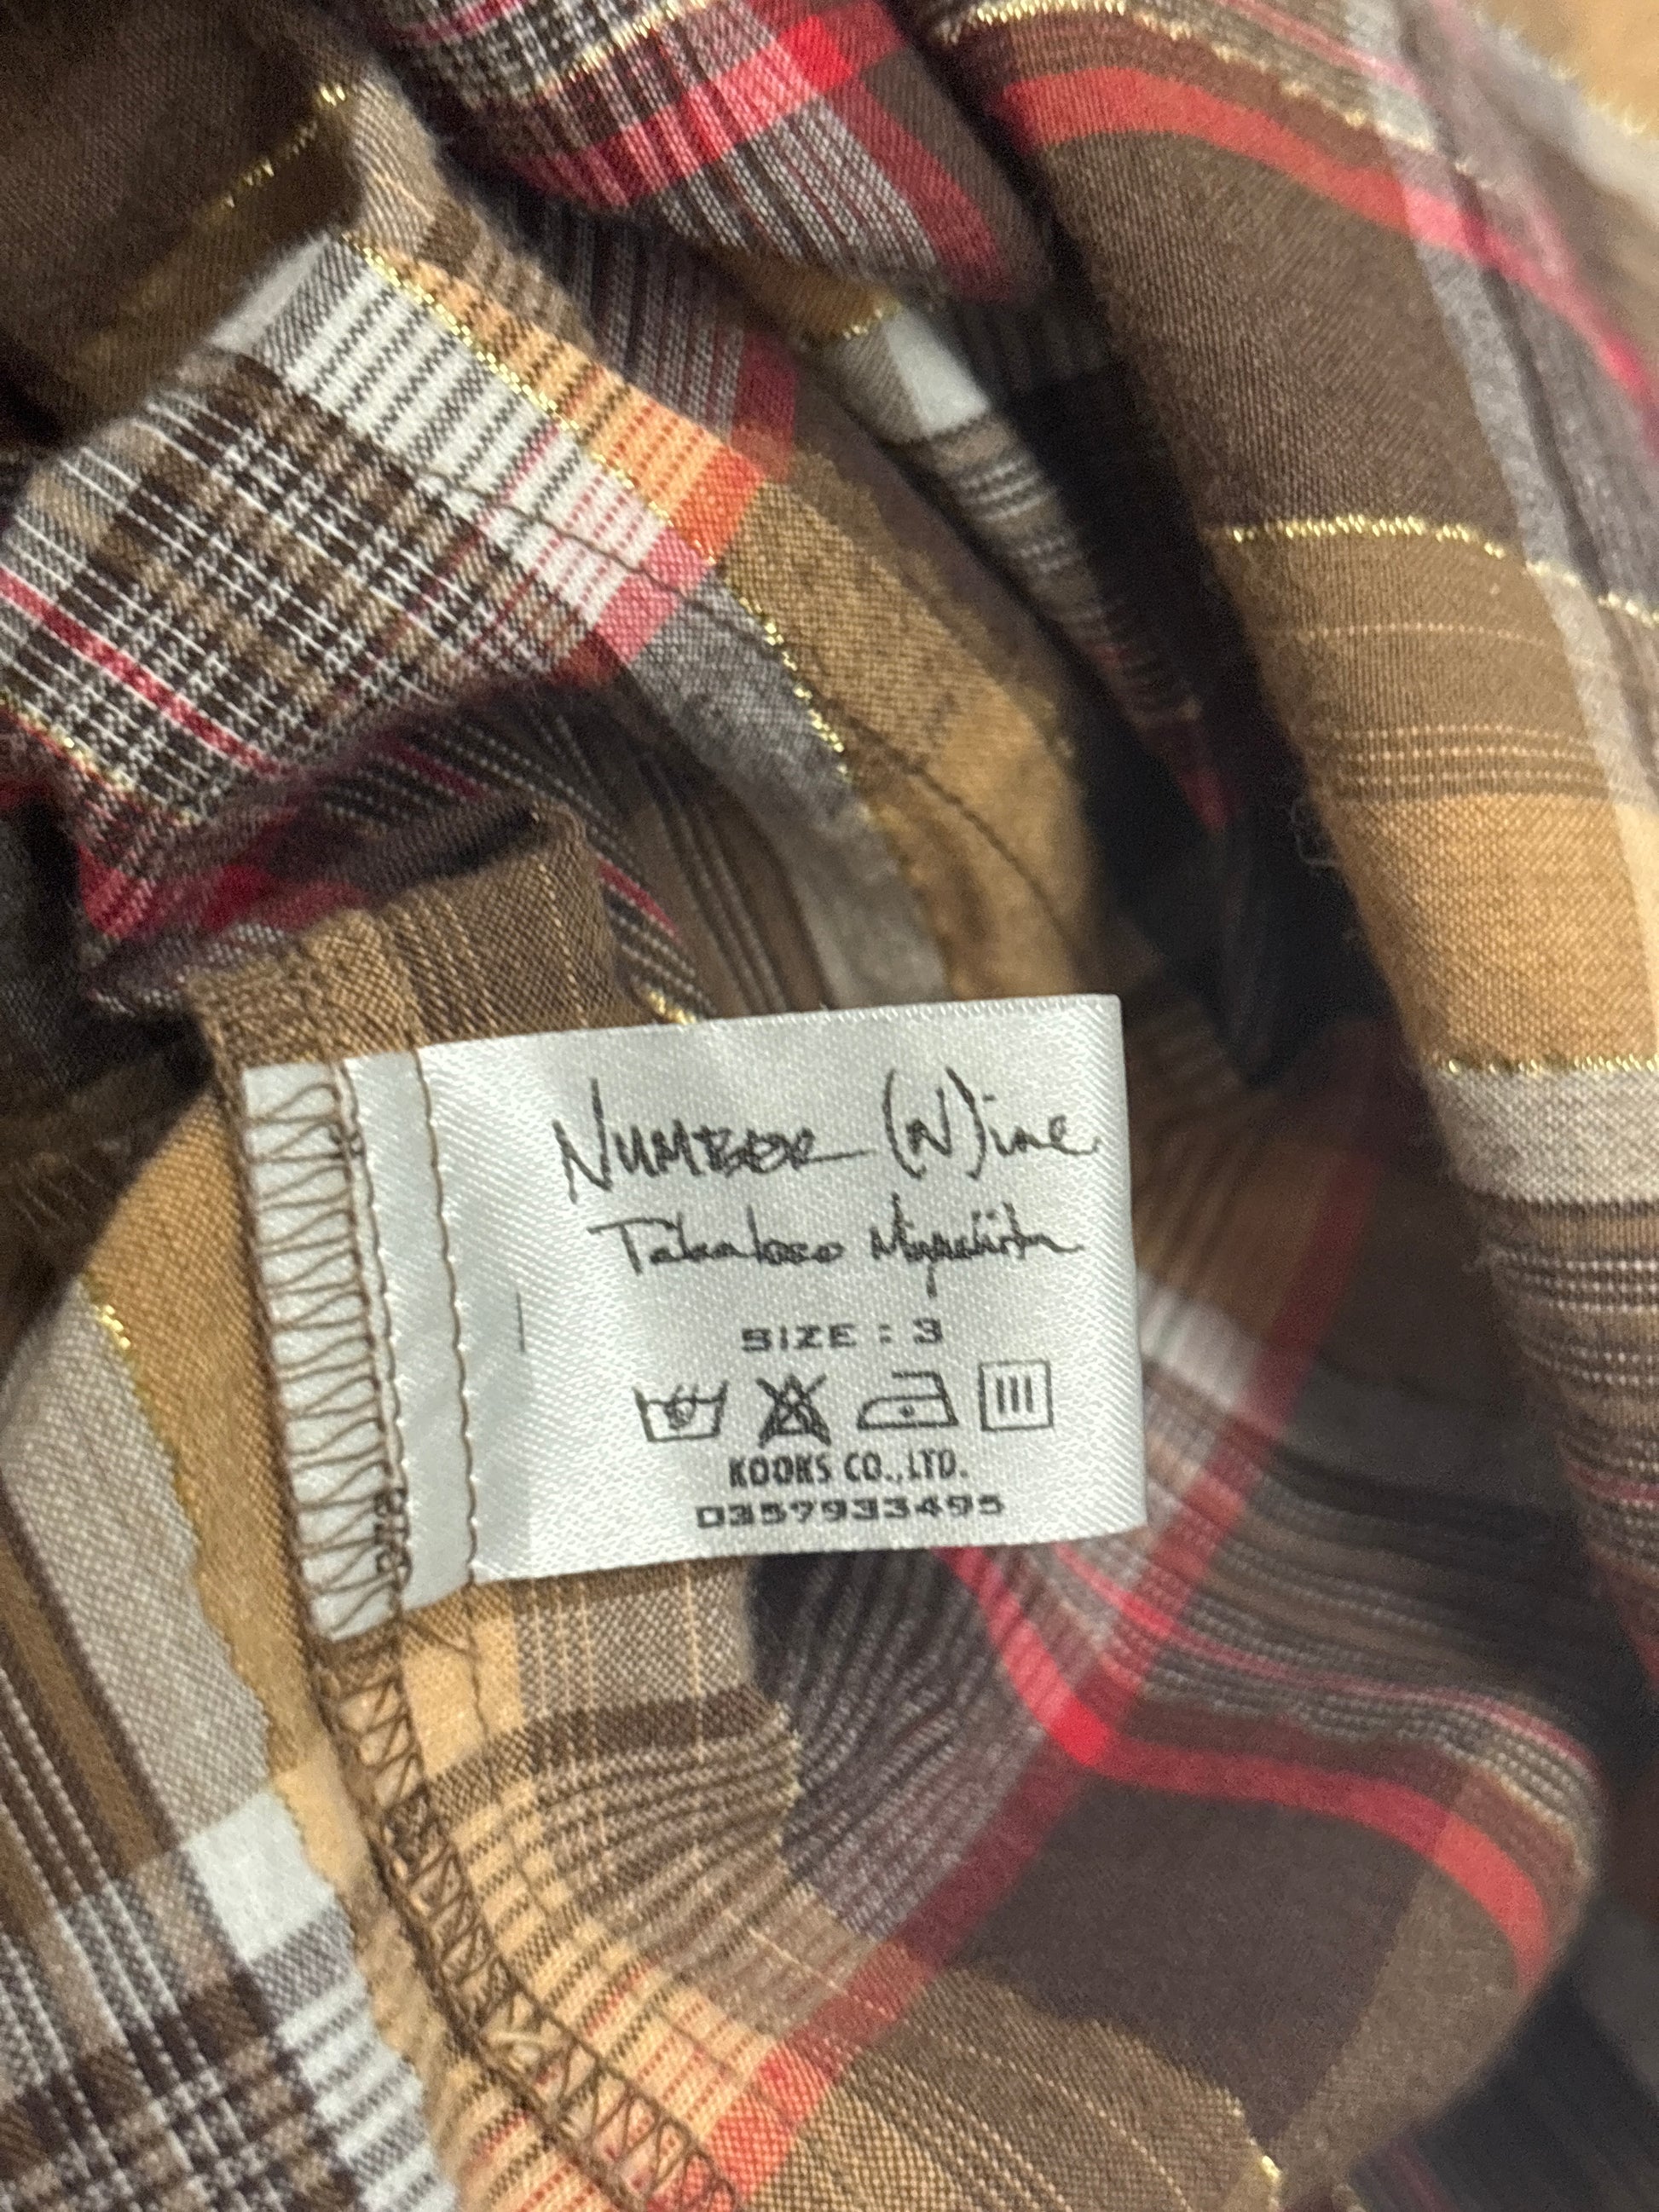 NUMBER (N)ine
Takahiro Miyashita
SIZE : 3
KOOKS CO.,LTD.
0357933495